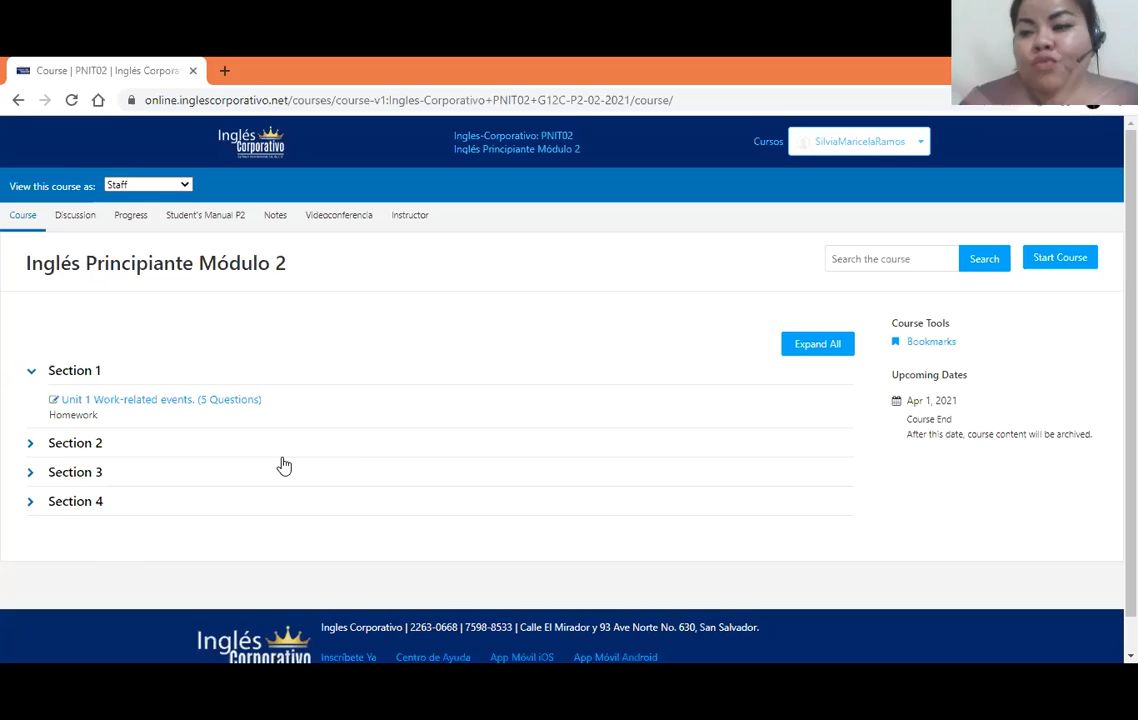 Course | PNIT02 | Inglés Corpora
online.inglescorporativo.net/courses/course-v1:Ingles-Corporativo+PNIT02+G12C-P2-02-2021/course/
Inglés
Corporativo
Ingles-Corporativo: PNIT02
Inglés Principiante Módulo 2
Cursos
SilviaMaricelaRamos
View this course as:
Staff
Course
Discussion
Progress
Student's Manual P2
Notes
Videoconferencia
Instructor
Inglés Principiante Módulo 2
Search the course
Search
Start Course
Expand All
Course Tools
Bookmarks
Upcoming Dates
Apr 1, 2021
Course End
After this date, course content will be archived.
Section 1
Unit 1 Work-related events. (5 Questions)
Homework
Section 2
Section 3
Section 4
Inglés
Corporativo
Ingles Corporativo | 2263-0668 | 7598-8533 | Calle El Mirador y 93 Ave Norte No. 630, San Salvador.
Inscríbete Ya
Centro de Ayuda
App Móvil iOS
App Móvil Android